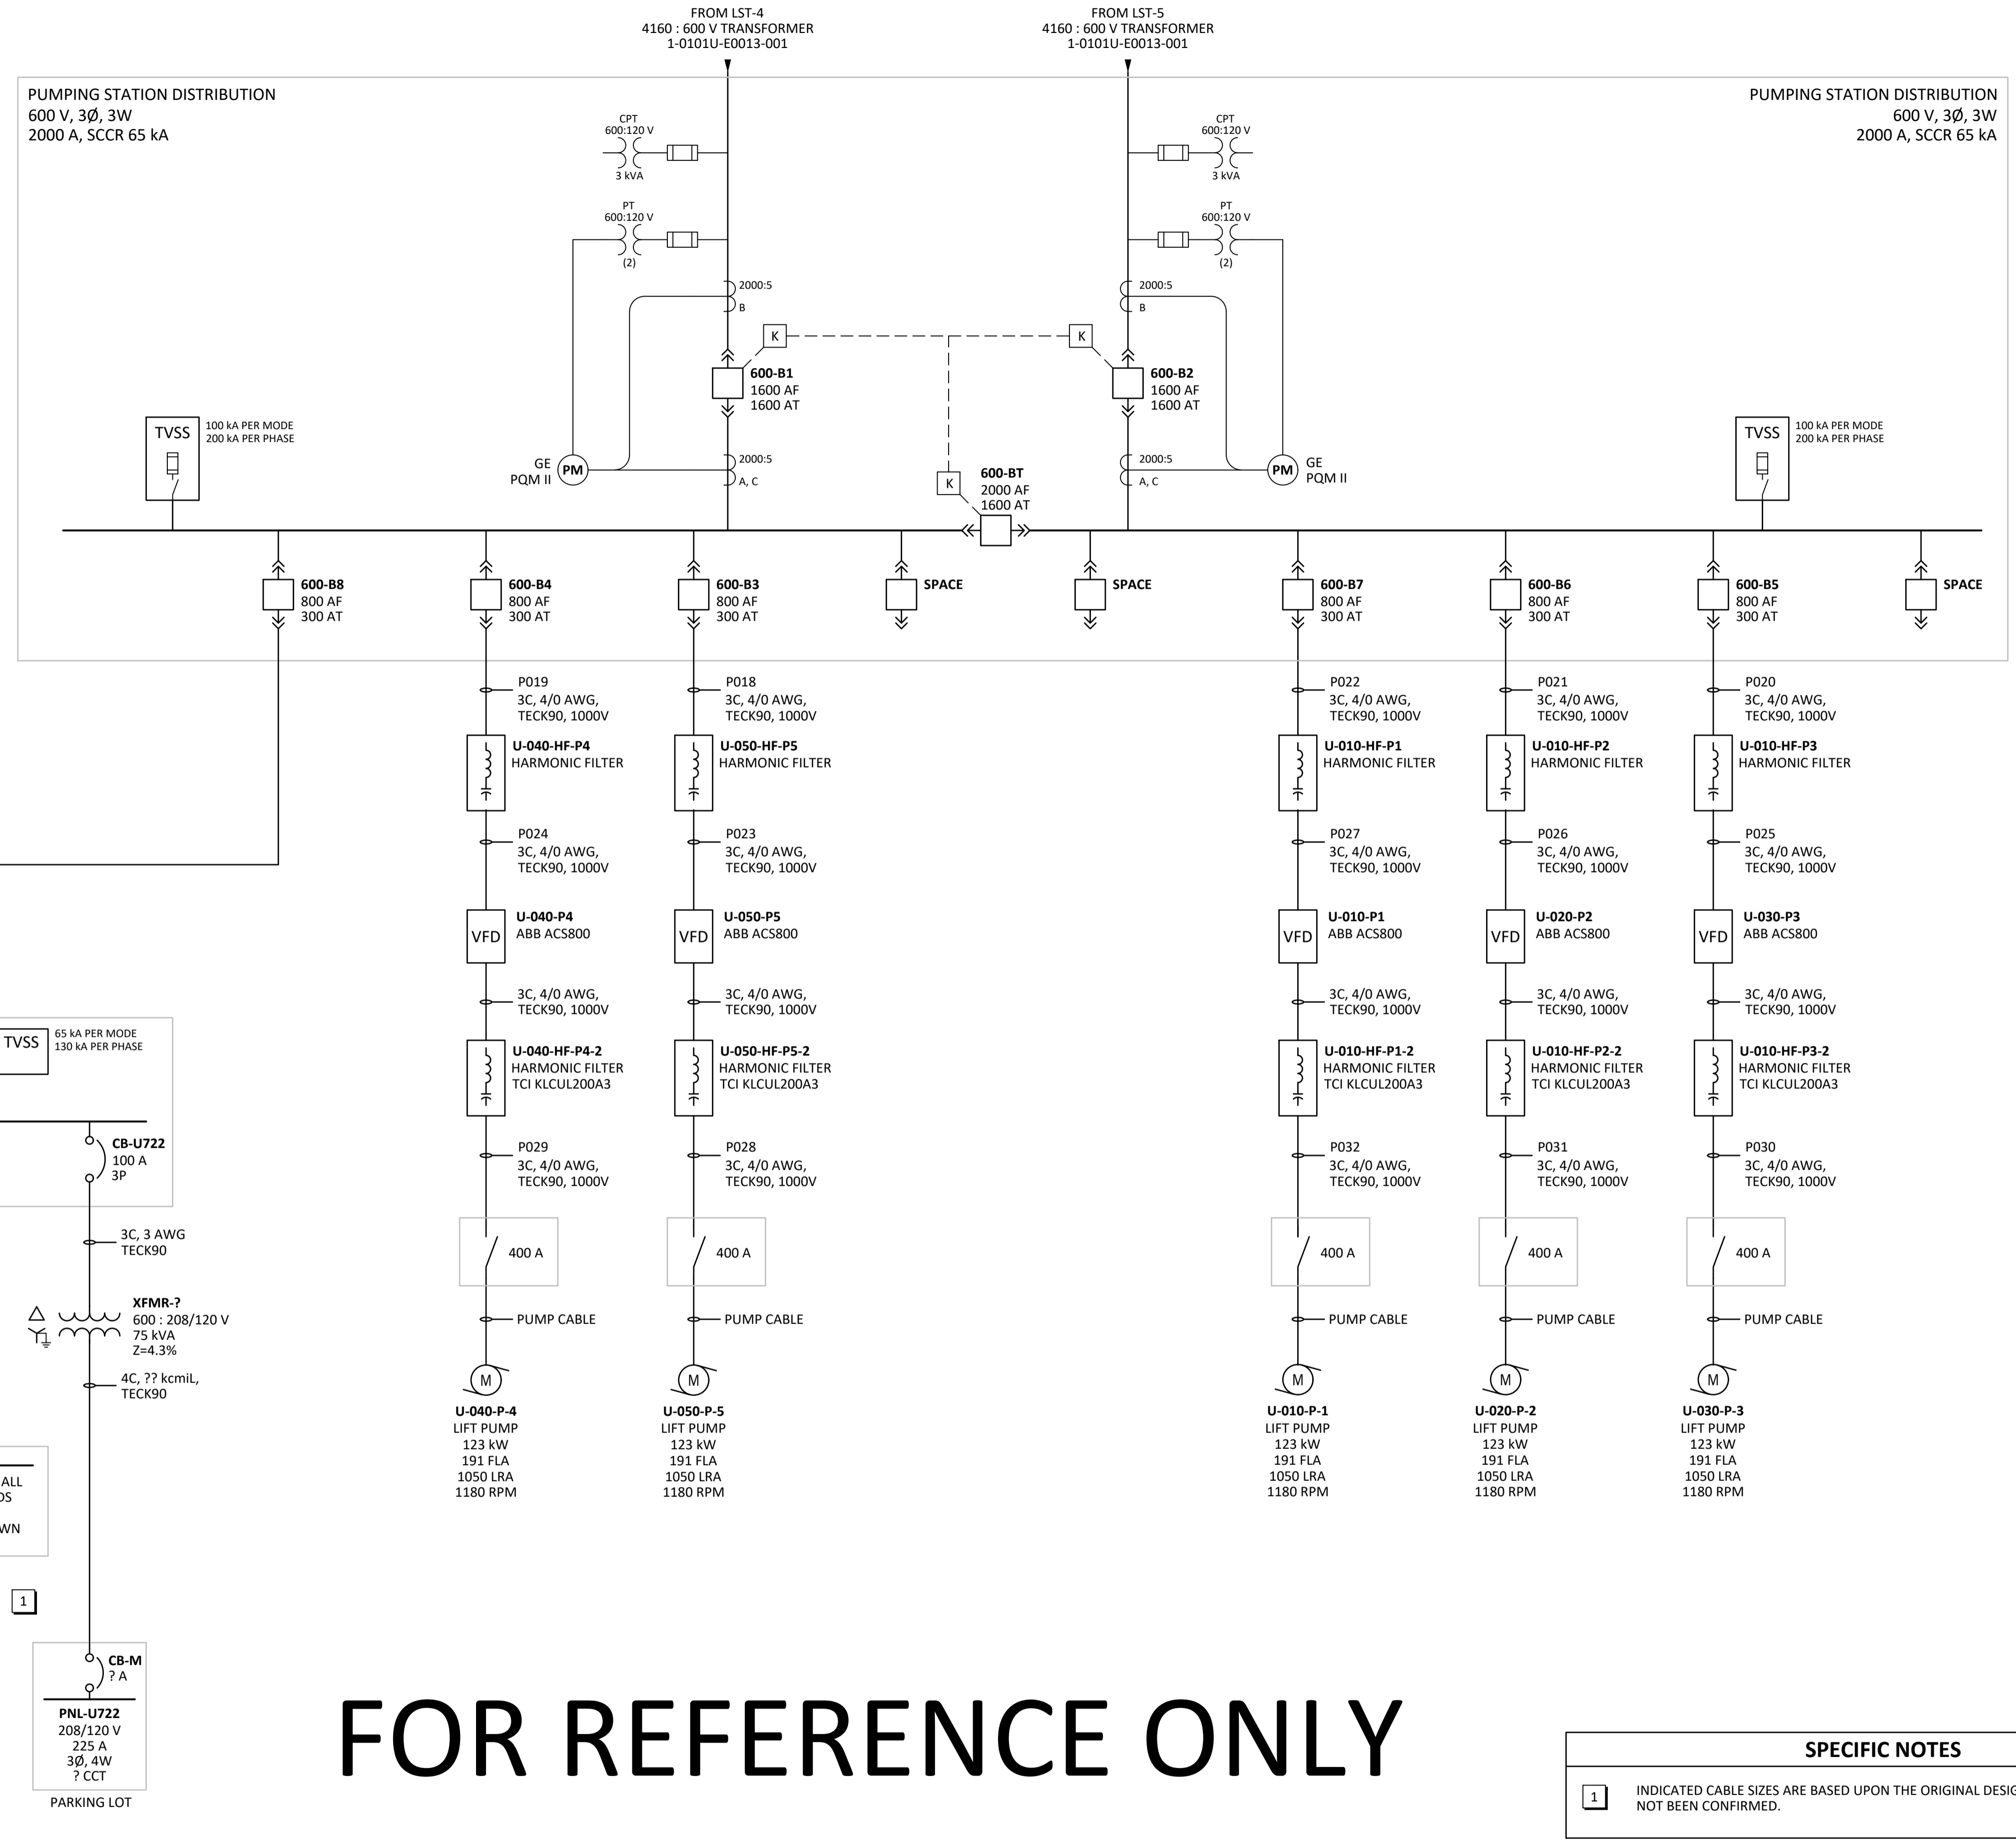 FROM LST-4
4160 : 600 V TRANSFORMER
1-0101U-E0013-001
FROM LST-5
4160 : 600 V TRANSFORMER
1-0101U-E0013-001
PUMPING STATION DISTRIBUTION
600 V, 3Ø, 3W
2000 A, SCCR 65 kA
PUMPING STATION DISTRIBUTION
600 V, 3Ø, 3W
2000 A, SCCR 65 kA
CPT
600:120 V
3 kVA
CPT
600:120 V
3 kVA
PT
600:120 V
(2)
PT
600:120 V
(2)
2000:5
B
2000:5
B
K
K
600-B1
1600 AF
1600 AT
600-B2
1600 AF
1600 AT
TVSS
100 kA PER MODE
200 kA PER PHASE
GE
PQM II
PM
2000:5
A, C
K
600-BT
2000 AF
1600 AT
2000:5
A, C
PM
GE
PQM II
TVSS
100 kA PER MODE
200 kA PER PHASE
600-B8
800 AF
300 AT
600-B4
800 AF
300 AT
600-B3
800 AF
300 AT
SPACE
SPACE
600-B7
800 AF
300 AT
600-B6
800 AF
300 AT
600-B5
800 AF
300 AT
SPACE
P019
3C, 4/0 AWG,
TECK90, 1000V
P018
3C, 4/0 AWG,
TECK90, 1000V
P022
3C, 4/0 AWG,
TECK90, 1000V
P021
3C, 4/0 AWG,
TECK90, 1000V
P020
3C, 4/0 AWG,
TECK90, 1000V
U-040-HF-P4
HARMONIC FILTER
U-050-HF-P5
HARMONIC FILTER
U-010-HF-P1
HARMONIC FILTER
U-010-HF-P2
HARMONIC FILTER
U-010-HF-P3
HARMONIC FILTER
P024
3C, 4/0 AWG,
TECK90, 1000V
P023
3C, 4/0 AWG,
TECK90, 1000V
P027
3C, 4/0 AWG,
TECK90, 1000V
P026
3C, 4/0 AWG,
TECK90, 1000V
P025
3C, 4/0 AWG,
TECK90, 1000V
VFD
U-040-P4
ABB ACS800
VFD
U-050-P5
ABB ACS800
VFD
U-010-P1
ABB ACS800
VFD
U-020-P2
ABB ACS800
VFD
U-030-P3
ABB ACS800
3C, 4/0 AWG,
TECK90, 1000V
3C, 4/0 AWG,
TECK90, 1000V
3C, 4/0 AWG,
TECK90, 1000V
3C, 4/0 AWG,
TECK90, 1000V
3C, 4/0 AWG,
TECK90, 1000V
TVSS
65 kA PER MODE
130 kA PER PHASE
U-040-HF-P4-2
HARMONIC FILTER
TCI KLCUL200A3
U-050-HF-P5-2
HARMONIC FILTER
TCI KLCUL200A3
U-010-HF-P1-2
HARMONIC FILTER
TCI KLCUL200A3
U-010-HF-P2-2
HARMONIC FILTER
TCI KLCUL200A3
U-010-HF-P3-2
HARMONIC FILTER
TCI KLCUL200A3
CB-U722
100 A
3P
P029
3C, 4/0 AWG,
TECK90, 1000V
P028
3C, 4/0 AWG,
TECK90, 1000V
P032
3C, 4/0 AWG,
TECK90, 1000V
P031
3C, 4/0 AWG,
TECK90, 1000V
P030
3C, 4/0 AWG,
TECK90, 1000V
3C, 3 AWG
TECK90
400 A
400 A
400 A
400 A
400 A
XFMR-?
600 : 208/120 V
75 kVA
Z=4.3%
PUMP CABLE
PUMP CABLE
PUMP CABLE
PUMP CABLE
PUMP CABLE
4C, ?? kcmiL,
TECK90
M
U-040-P-4
LIFT PUMP
123 kW
191 FLA
1050 LRA
1180 RPM
M
U-050-P-5
LIFT PUMP
123 kW
191 FLA
1050 LRA
1180 RPM
M
U-010-P-1
LIFT PUMP
123 kW
191 FLA
1050 LRA
1180 RPM
M
U-020-P-2
LIFT PUMP
123 kW
191 FLA
1050 LRA
1180 RPM
M
U-030-P-3
LIFT PUMP
123 kW
191 FLA
1050 LRA
1180 RPM
ALL
DS
WN
1
CB-M
? A
PNL-U722
208/120 V
225 A
3Ø, 4W
? CCT
PARKING LOT
FOR REFERENCE ONLY
SPECIFIC NOTES
1
INDICATED CABLE SIZES ARE BASED UPON THE ORIGINAL DESIG
NOT BEEN CONFIRMED.